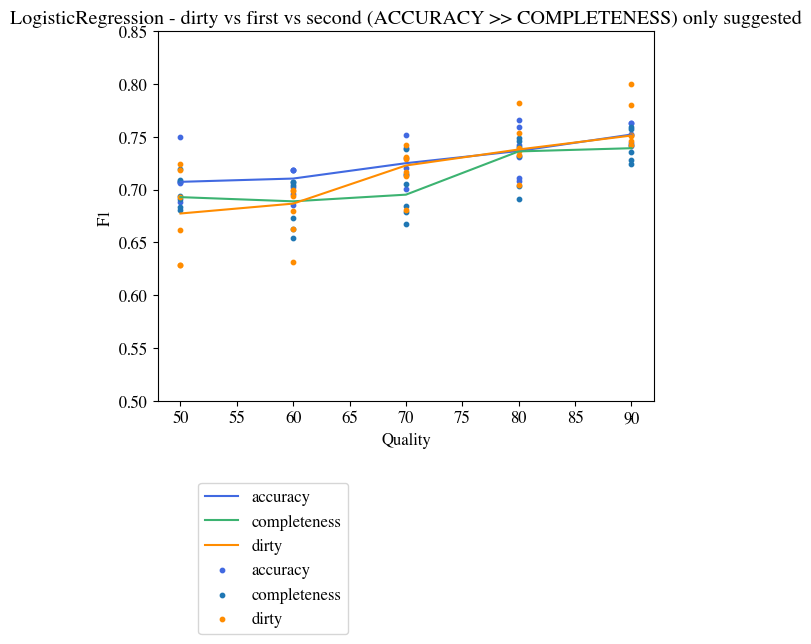 LogisticRegression - dirty vs first vs second (ACCURACY >> COMPLETENESS) only suggested
0.85
0.80
0.75
0.70
0.65
0.60
0.55
0.50
F1
50 55 60 65 70 75 80 85 90
Quality
accuracy
completeness
dirty
accuracy
completeness
dirty